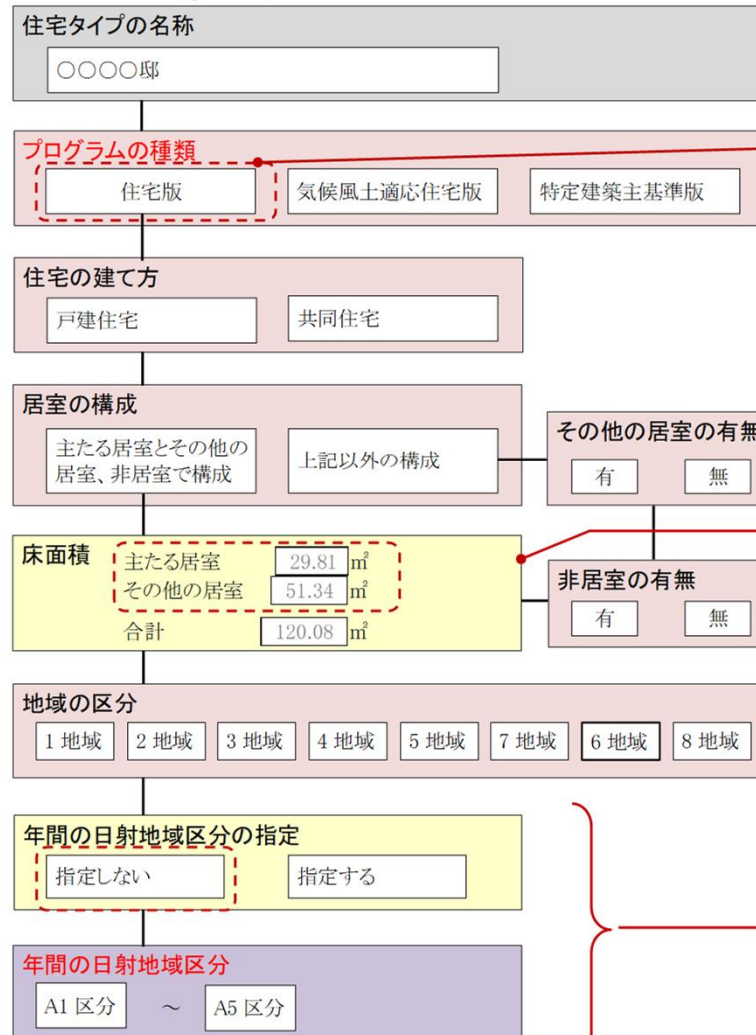 住宅タイプの名称
○○○○邸
プログラムの種類
住宅版 気候風土適応住宅版 特定建築主基準版
住宅の建て方
戸建住宅 共同住宅
居室の構成
主たる居室とその他の
居室、非居室で構成
上記以外の構成
その他の居室の有無
有 無
床面積
主たる居室 29.81 ㎡
その他の居室 51.34 ㎡
合計 120.08 ㎡
非居室の有無
有 無
地域の区分
1 地域 2 地域 3 地域 4 地域 5 地域 7 地域 6 地域 8 地域
年間の日射地域区分の指定
指定しない 指定する
年間の日射地域区分
A1 区分 ～ A5 区分